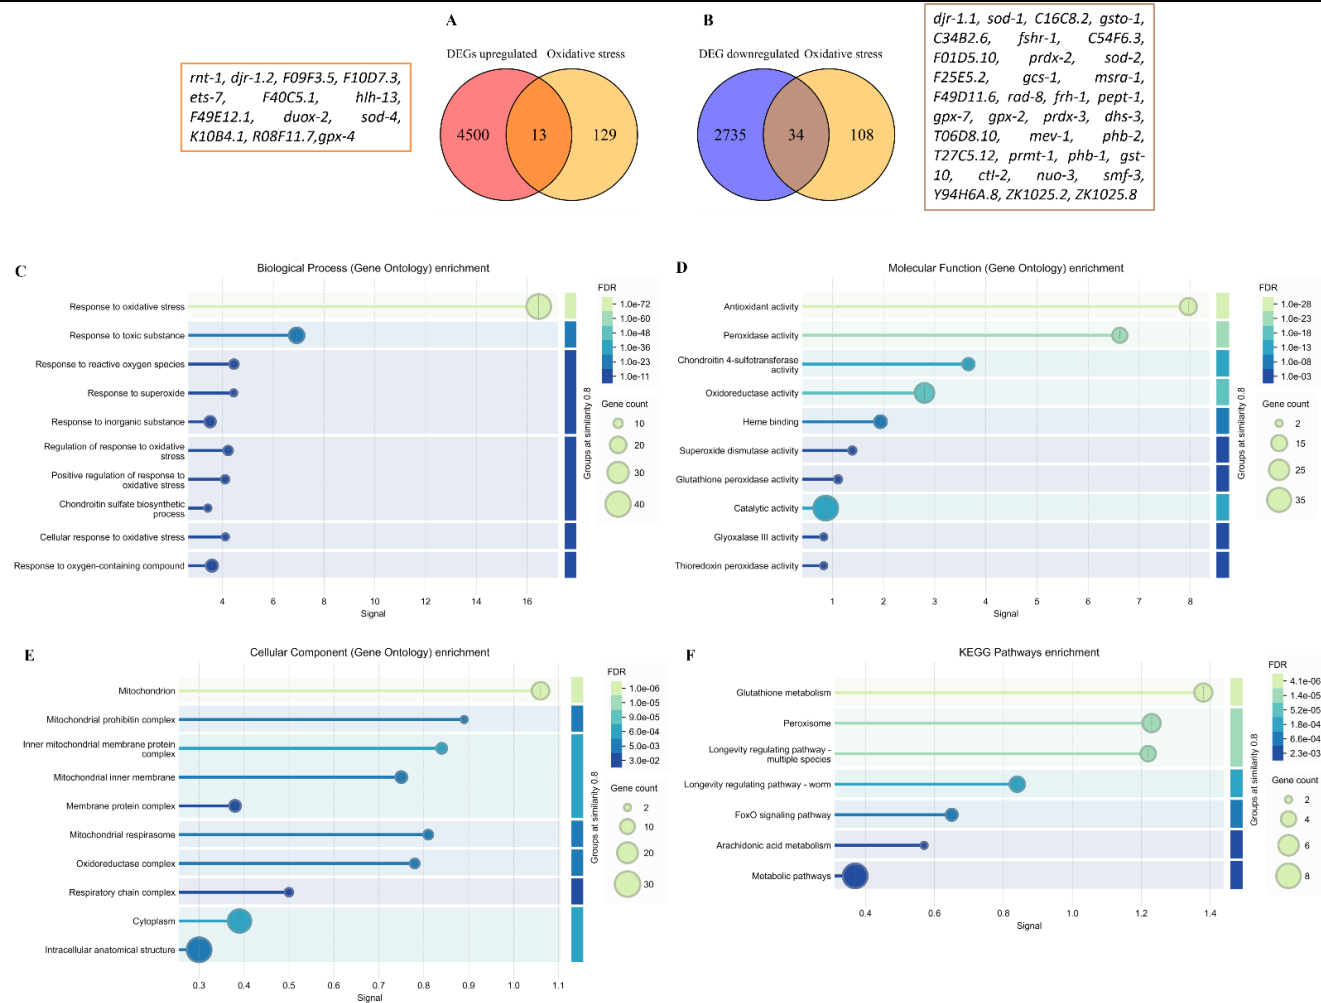 A
B
DEGs upregulated
Oxidative stress
4500
13
129
rnt-1, djr-1.2, F09F3.5, F10D7.3,
ets-7, F40C5.1, hlh-13,
F49E12.1, duox-2, sod-4,
K10B4.1, R08F11.7,gpx-4
DEG downregulated
Oxidative stress
2735
34
108
djr-1.1, sod-1, C16C8.2, gsto-1,
C34B2.6, fshr-1, C54F6.3,
F01D5.10, prdx-2, sod-2,
F25E5.2, gcs-1, msra-1,
F49D11.6, rad-8, frh-1, pept-1,
gpx-7, gpx-2, prdx-3, dhs-3,
T06D8.10, mev-1, phb-2,
T27C5.12, prmt-1, phb-1, gst-
10, ctl-2, nuo-3, smf-3,
Y94H6A.8, ZK1025.2, ZK1025.8
C
Biological Process (Gene Ontology) enrichment
Response to oxidative stress
Response to toxic substance
Response to reactive oxygen species
Response to superoxide
Response to inorganic substance
Regulation of response to oxidative
stress
Positive regulation of response to
oxidative stress
Chondroitin sulfate biosynthetic
process
Cellular response to oxidative stress
Response to oxygen-containing compound
4 6 8 10 12 14 16
Signal
Groups at similarity 0.8
FDR
1.0e-72
1.0e-60
1.0e-48
1.0e-36
1.0e-23
1.0e-11
Gene count
10
20
30
40
D
Molecular Function (Gene Ontology) enrichment
Antioxidant activity
Peroxidase activity
Chondroitin 4-sulfotransferase
activity
Oxidoreductase activity
Heme binding
Superoxide dismutase activity
Glutathione peroxidase activity
Catalytic activity
Glyoxalase III activity
Thioredoxin peroxidase activity
1 2 3 4 5 6 7 8
Signal
Groups at similarity 0.8
FDR
1.0e-28
1.0e-23
1.0e-18
1.0e-13
1.0e-08
1.0e-03
Gene count
2
15
25
35
E
Cellular Component (Gene Ontology) enrichment
Mitochondrion
Mitochondrial prohibitin complex
Inner mitochondrial membrane protein
complex
Mitochondrial inner membrane
Membrane protein complex
Mitochondrial respirasome
Oxidoreductase complex
Respiratory chain complex
Cytoplasm
Intracellular anatomical structure
0.3 0.4 0.5 0.6 0.7 0.8 0.9 1.0 1.1
Signal
Groups at similarity 0.8
FDR
1.0e-06
1.0e-05
9.0e-05
6.0e-04
5.0e-03
3.0e-02
Gene count
2
10
20
30
F
KEGG Pathways enrichment
Glutathione metabolism
Peroxisome
Longevity regulating pathway -
multiple species
Longevity regulating pathway - worm
FoxO signaling pathway
Arachidonic acid metabolism
Metabolic pathways
0.4 0.6 0.8 1.0 1.2 1.4
Signal
Groups at similarity 0.8
FDR
4.1e-06
1.4e-05
5.2e-05
1.8e-04
6.6e-04
2.3e-03
Gene count
2
4
6
8